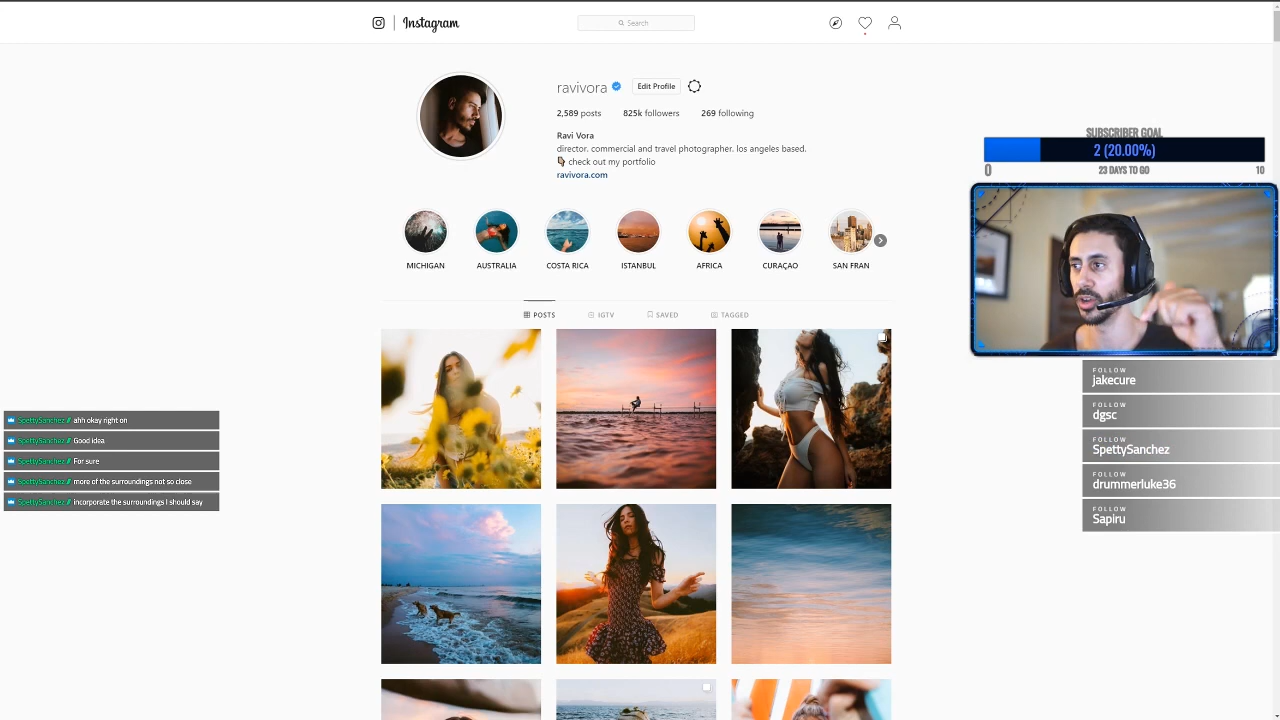 Instagram
Search
ravivora
Edit Profile
2,589 posts
825k followers
269 following
Ravi Vora
director. commercial and travel photographer. los angeles based.
check out my portfolio
ravivora.com
MICHIGAN
AUSTRALIA
COSTA RICA
ISTANBUL
AFRICA
CURAÇAO
SAN FRAN
POSTS
IGTV
SAVED
TAGGED
SUBSCRIBER GOAL
2 (20.00%)
0
23 DAYS TO GO
10
FOLLOW
jakecure
FOLLOW
dgsc
FOLLOW
SpettySanchez
FOLLOW
drummerluke36
FOLLOW
Sapiru
SpettySanchez // ahh okay right on
SpettySanchez // Good idea
SpettySanchez // For sure
SpettySanchez // more of the surroundings not so close
SpettySanchez // incorporate the surroundings I should say